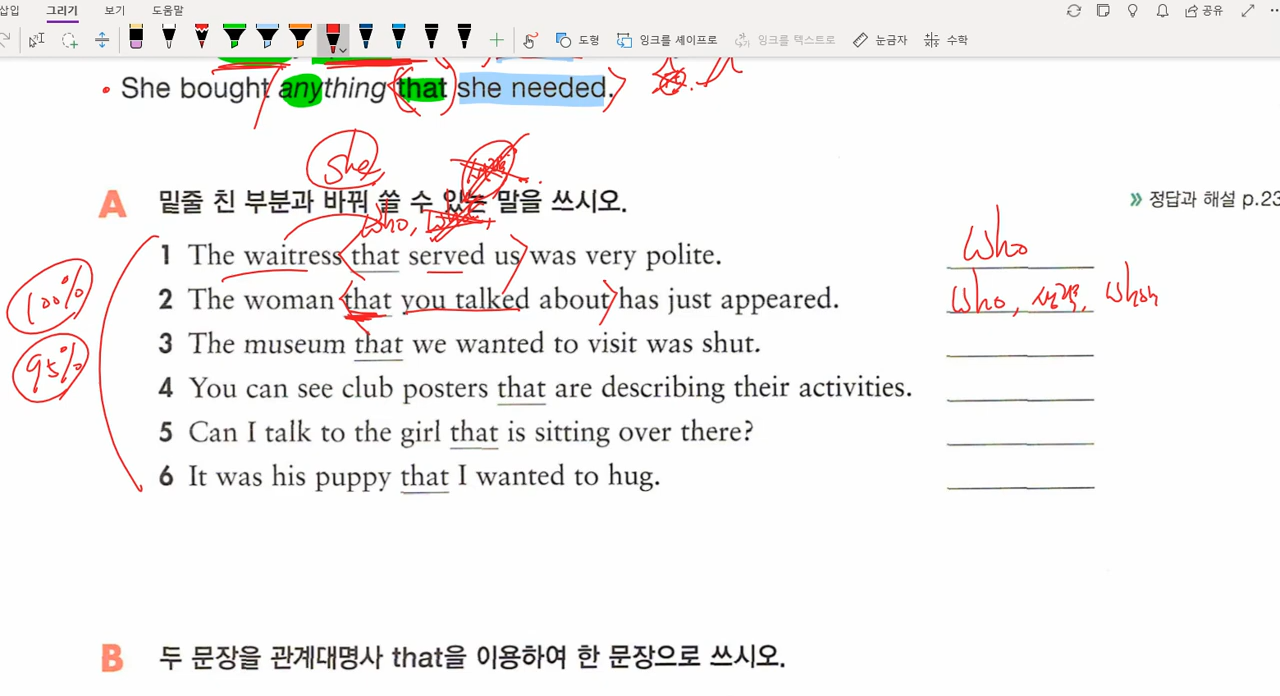 삽입 그리기 보기 도움말 공유
도형 잉크를 셰이프로 잉크를 텍스트로 눈금자 수학
• She bought anything that she needed.
She
A 밑줄 친 부분과 바꿔 쓸 수 있는 말을 쓰시오.
» 정답과 해설 p.23
who,
1 The waitress that served us was very polite. who
2 The woman that you talked about has just appeared. who, 생략, whom
100%
3 The museum that we wanted to visit was shut.
95%
4 You can see club posters that are describing their activities.
5 Can I talk to the girl that is sitting over there?
6 It was his puppy that I wanted to hug.
B 두 문장을 관계대명사 that을 이용하여 한 문장으로 쓰시오.